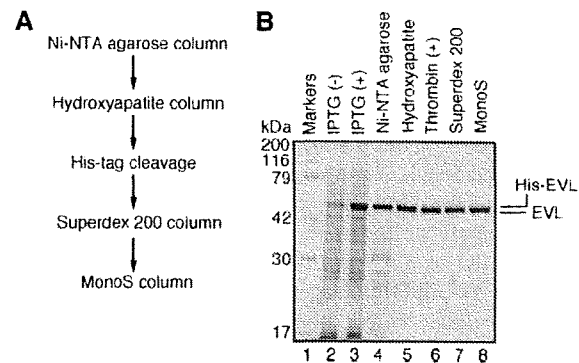 A
Ni-NTA agarose column
Hydroxyapatite column
His-tag cleavage
Superdex 200 column
MonoS column
B
Markers
IPTG (-)
IPTG (+)
Ni-NTA agarose
Hydroxyapatite
Thrombin (+)
Superdex 200
MonoS
kDa
200
116
79
42
30
17
His-EVL
EVL
1 2 3 4 5 6 7 8